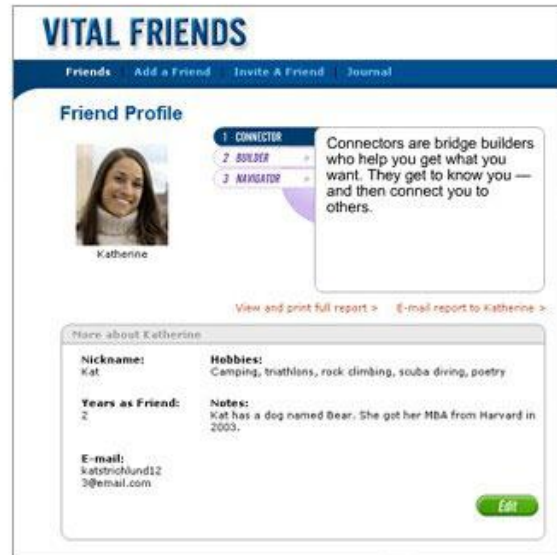 VITAL FRIENDS
Friends Add a Friend Invite A Friend Journal
Friend Profile
1 CONNECTOR
2 BUILDER »
3 NAVIGATOR »
Connectors are bridge builders
who help you get what you
want. They get to know you —
and then connect you to
others.
Katherine
View and print full report > E-mail report to Katherine >
More about Katherine
Nickname:
Kat
Hobbies:
Camping, triathlons, rock climbing, scuba diving, poetry
Years as Friend:
2
Notes:
Kat has a dog named Bear. She got her MBA from Harvard in
2003.
E-mail:
katstrichlund12
3@email.com
Edit